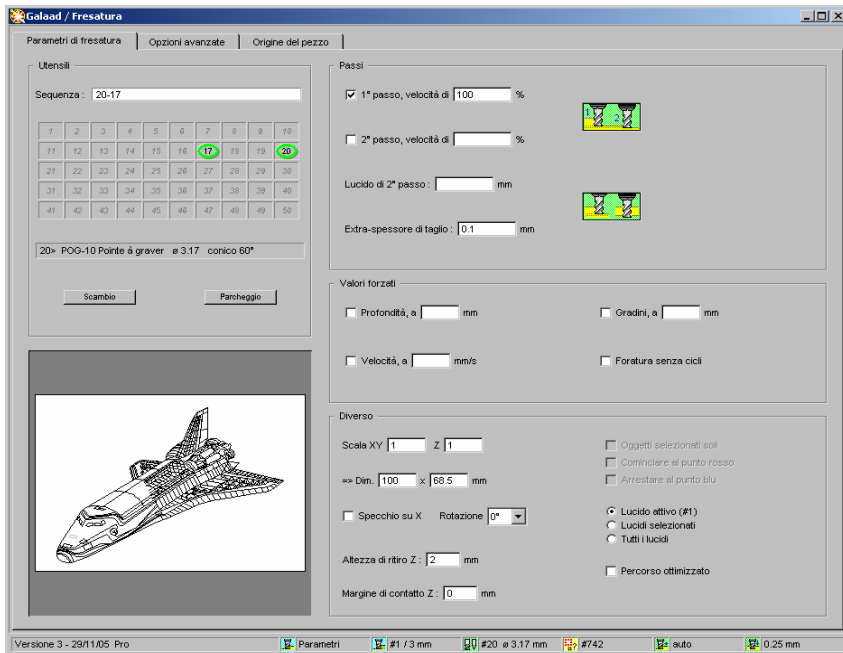 Galaad / Fresatura
Parametri di fresatura
Opzioni avanzate
Origine del pezzo
Utensili
Sequenza : 20-17
1 2 3 4 5 6 7 8 9 10
11 12 13 14 15 16 17 18 19 20
21 22 23 24 25 26 27 28 29 30
31 32 33 34 35 36 37 38 39 40
41 42 43 44 45 46 47 48 49 50
20> POG-10 Pointe à graver ø 3.17 conico 60°
Scambio
Parcheggio
Passi
1° passo, velocità di 100 %
1 2
2° passo, velocità di %
Lucido di 2° passo : mm
Extra-spessore di taglio : 0.1 mm
Valori forzati
Profondità, a mm
Gradini, a mm
Velocità, a mm/s
Foratura senza cicli
Diverso
Scala XY 1 Z 1
=> Dim. 100 x 68.5 mm
Specchio su X Rotazione 0°
Altezza di ritiro Z : 2 mm
Margine di contatto Z : 0 mm
Oggetti selezionati soli
Cominciare al punto rosso
Arrestare al punto blu
Lucido attivo (#1)
Lucidi selezionati
Tutti i lucidi
Percorso ottimizzato
Versione 3 - 29/11/05 Pro
Parametri
#1 / 3 mm
#20 ø 3.17 mm
#742
auto
0.25 mm